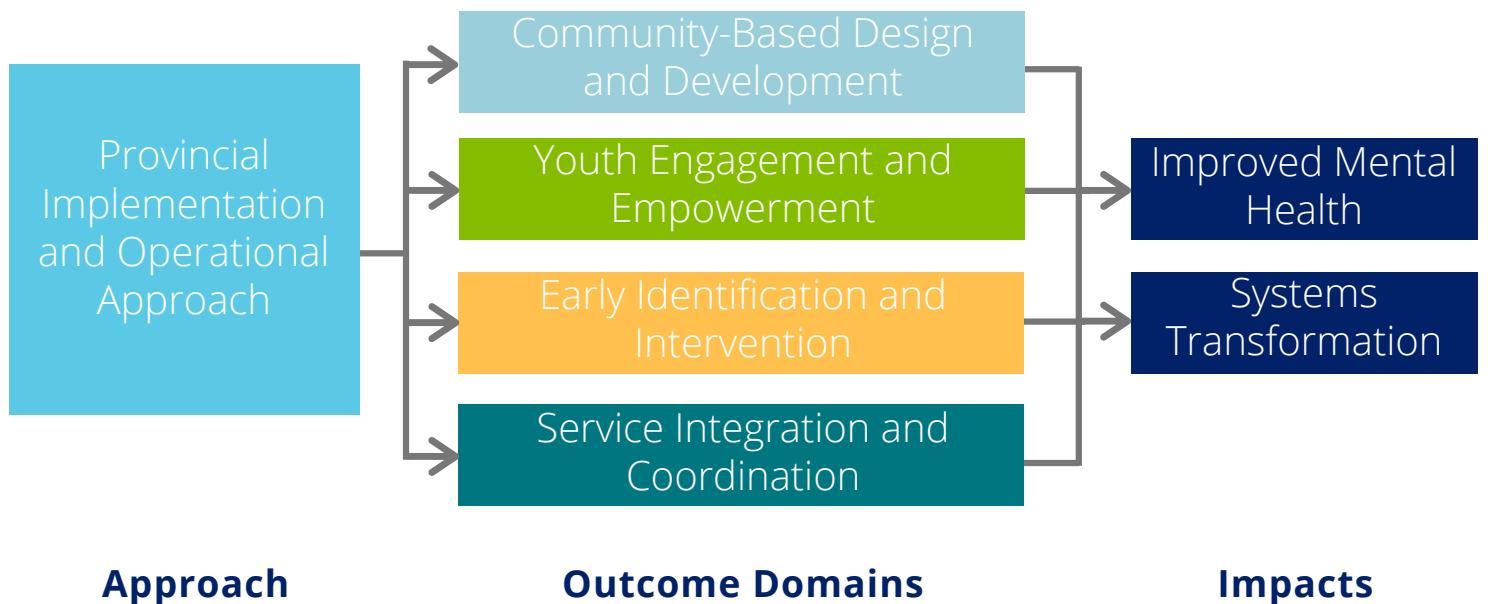 Provincial
Implementation
and Operational
Approach
Community-Based Design
and Development
Youth Engagement and
Empowerment
Early Identification and
Intervention
Service Integration and
Coordination
Improved Mental
Health
Systems
Transformation
Approach
Outcome Domains
Impacts